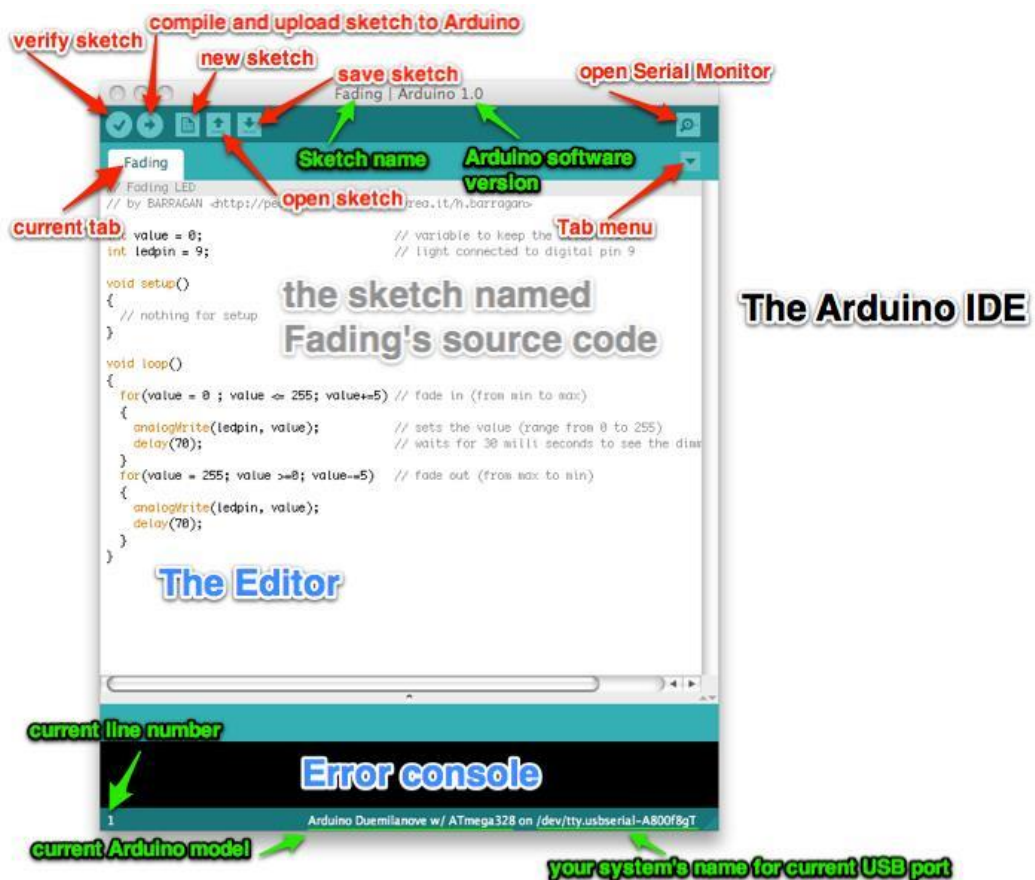 compile and upload sketch to Arduino
verify sketch
new sketch
save sketch
open Serial Monitor
Fading | Arduino 1.0
Sketch name
Arduino software
version
Fading
// Fading LED
open sketch
// by BARRAGAN <http://pe rea.it/h.barragan>
current tab
Tab menu
value = 0; // variable to keep the
int ledpin = 9; // light connected to digital pin 9
void setup()
{
// nothing for setup
}
the sketch named
Fading's source code
The Arduino IDE
void loop()
{
for(value = 0 ; value <= 255; value+=5) // fade in (from min to max)
{
analogWrite(ledpin, value); // sets the value (range from 0 to 255)
delay(70); // waits for 30 milli seconds to see the dimm
}
for(value = 255; value >=0; value-=5) // fade out (from max to min)
{
analogWrite(ledpin, value);
delay(70);
}
}
The Editor
current line number
Error console
1
Arduino Duemilanove w/ ATmega328 on /dev/tty.usbserial-A800f8gT
current Arduino model
your system's name for current USB port